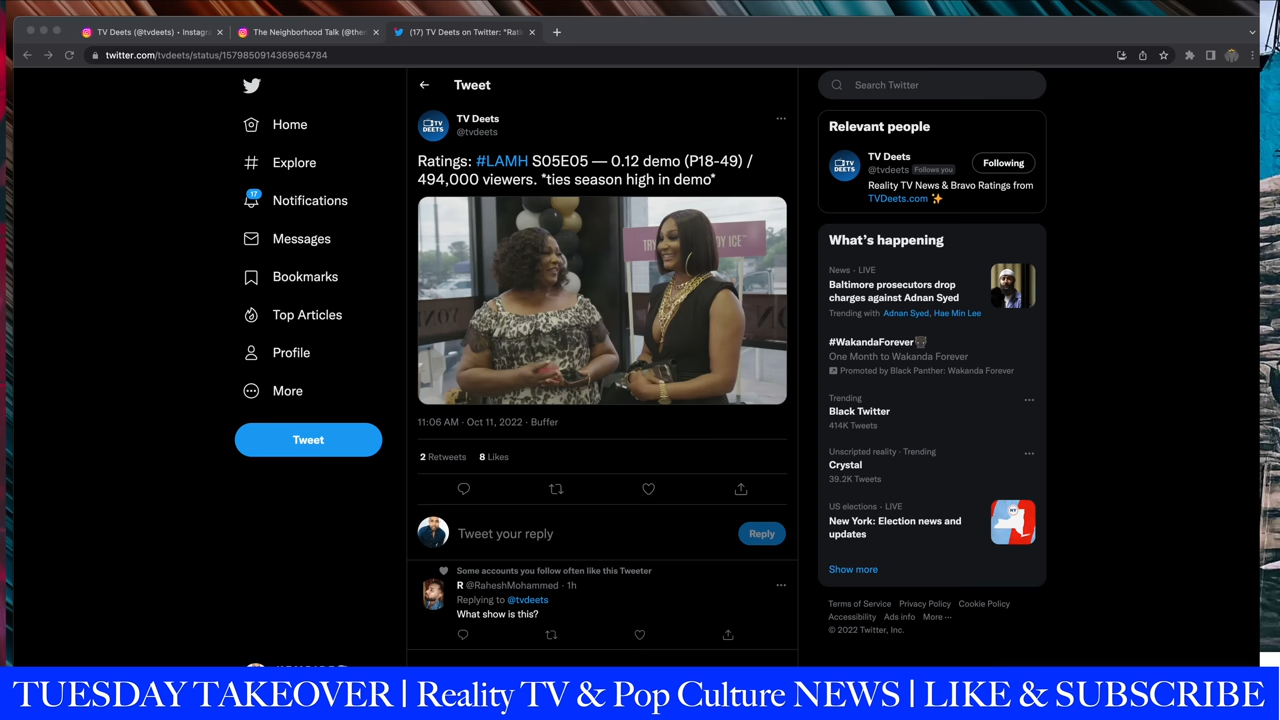 TV Deets (@tvdeets) • Instagra
The Neighborhood Talk (@the
(17) TV Deets on Twitter: "Rat
twitter.com/tvdeets/status/1579850914369654784
Home
Explore
17
Notifications
Messages
Bookmarks
Top Articles
Profile
More
Tweet
Tweet
TV DEETS
TV Deets
@tvdeets
Ratings: #LAMH S05E05 — 0.12 demo (P18-49) /
494,000 viewers. *ties season high in demo*
11:06 AM · Oct 11, 2022 · Buffer
2 Retweets 8 Likes
Tweet your reply
Reply
Some accounts you follow often like this Tweeter
R @RaheshMohammed · 1h
Replying to @tvdeets
What show is this?
Search Twitter
Relevant people
TV DEETS
TV Deets
@tvdeets Follows you
Following
Reality TV News & Bravo Ratings from
TVDeets.com ✨
What's happening
News · LIVE
Baltimore prosecutors drop
charges against Adnan Syed
Trending with Adnan Syed, Hae Min Lee
#WakandaForever
One Month to Wakanda Forever
Promoted by Black Panther: Wakanda Forever
Trending
Black Twitter
414K Tweets
Unscripted reality · Trending
Crystal
39.2K Tweets
US elections · LIVE
New York: Election news and
updates
NY
Show more
Terms of Service Privacy Policy Cookie Policy
Accessibility Ads info More ···
© 2022 Twitter, Inc.
TUESDAY TAKEOVER | Reality TV & Pop Culture NEWS | LIKE & SUBSCRIBE